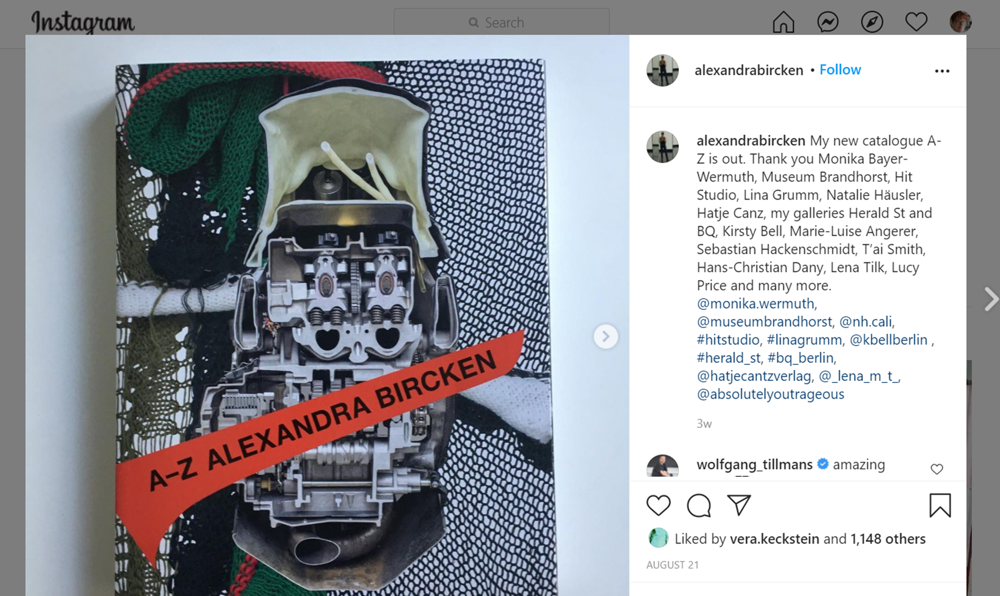 Instagram
Search
alexandrabircken • Follow
A–Z ALEXANDRA BIRCKEN
alexandrabircken My new catalogue A-
Z is out. Thank you Monika Bayer-
Wermuth, Museum Brandhorst, Hit
Studio, Lina Grumm, Natalie Häusler,
Hatje Canz, my galleries Herald St and
BQ, Kirsty Bell, Marie-Luise Angerer,
Sebastian Hackenschmidt, T’ai Smith,
Hans-Christian Dany, Lena Tilk, Lucy
Price and many more.
@monika.wermuth,
@museumbrandhorst, @nh.cali,
#hitstudio, #linagrumm, @kbellberlin ,
#herald_st, #bq_berlin,
@hatjecantzverlag, @_lena_m_t_,
@absolutelyoutrageous
3w
wolfgang_tillmans amazing
Liked by vera.keckstein and 1,148 others
AUGUST 21